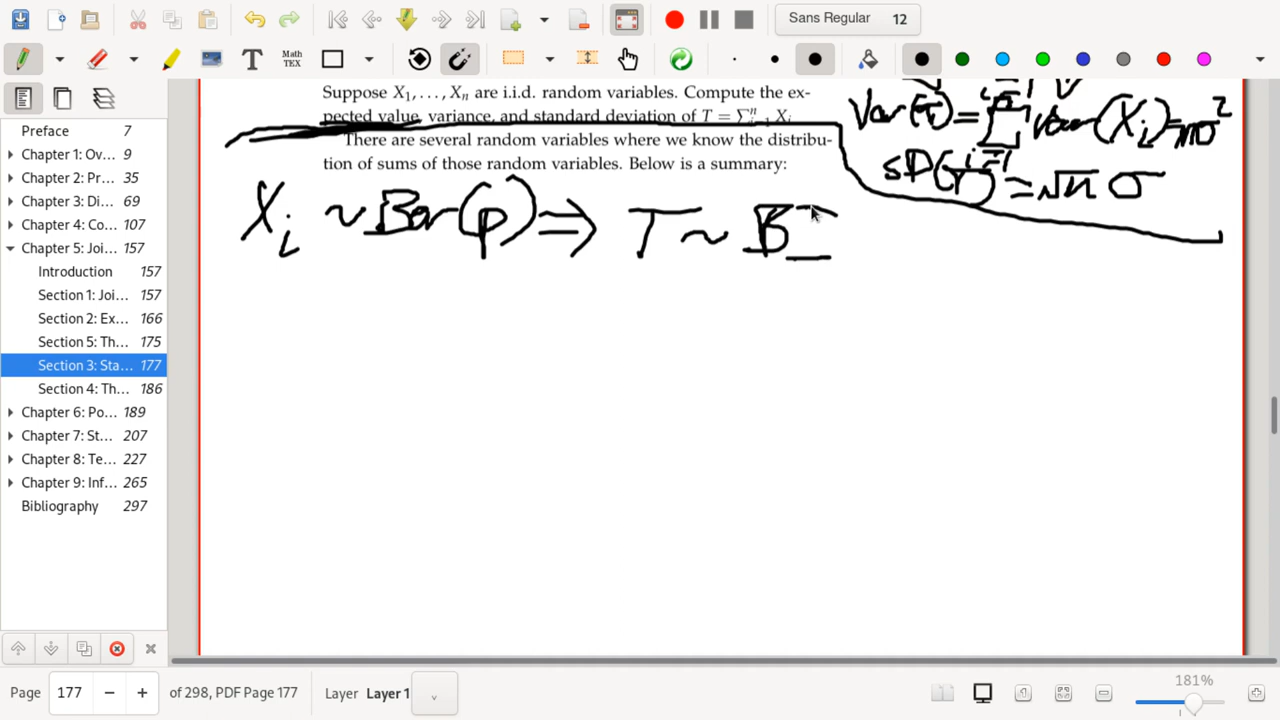 Sans Regular 12
Math
TEX
Preface 7
Chapter 1: Ov... 9
Chapter 2: Pr... 35
Chapter 3: Di... 69
Chapter 4: Co... 107
Chapter 5: Joi... 157
Introduction 157
Section 1: Joi... 157
Section 2: Ex... 166
Section 5: Th... 175
Section 3: Sta... 177
Section 4: Th... 186
Chapter 6: Po... 189
Chapter 7: St... 207
Chapter 8: Te... 227
Chapter 9: Inf... 265
Bibliography 297
Suppose X₁, . . . , Xₙ are i.i.d. random variables. Compute the ex-
pected value, variance, and standard deviation of T = ∑ⁿᵢ₌₁ Xᵢ
There are several random variables where we know the distribu-
tion of sums of those random variables. Below is a summary:
Var(T) = ∑ Var(Xᵢ) = nσ²
i=1
SD(T) = √n σ
Xᵢ ~ Ber(p) ⇒ T ~ B
Page 177 of 298, PDF Page 177 Layer Layer 1 181%